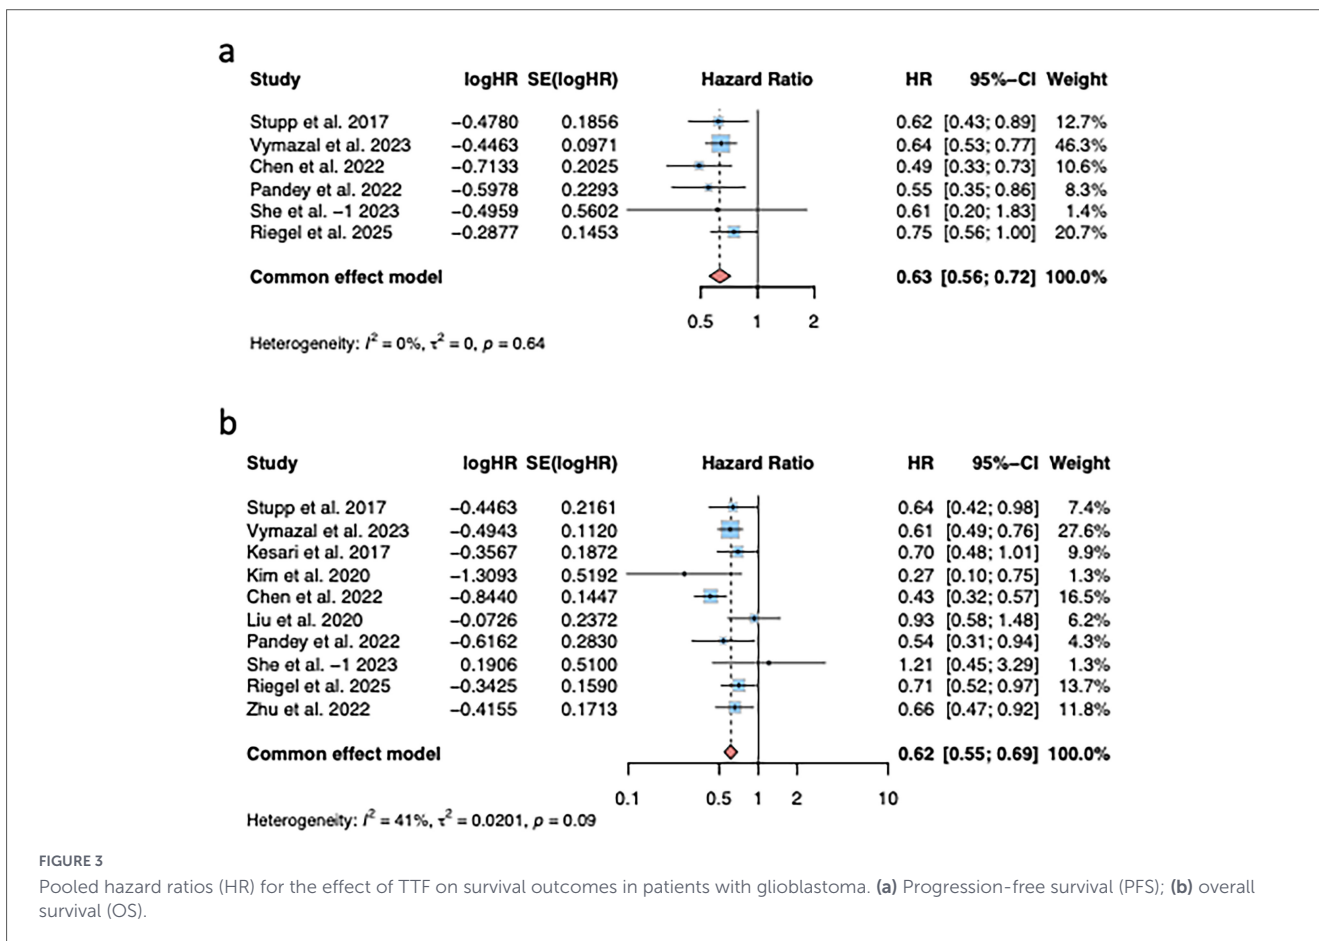 a
Study logHR SE(logHR) Hazard Ratio HR 95%−CI Weight
Stupp et al. 2017 −0.4780 0.1856 0.62 [0.43; 0.89] 12.7%
Vymazal et al. 2023 −0.4463 0.0971 0.64 [0.53; 0.77] 46.3%
Chen et al. 2022 −0.7133 0.2025 0.49 [0.33; 0.73] 10.6%
Pandey et al. 2022 −0.5978 0.2293 0.55 [0.35; 0.86] 8.3%
She et al. −1 2023 −0.4959 0.5602 0.61 [0.20; 1.83] 1.4%
Riegel et al. 2025 −0.2877 0.1453 0.75 [0.56; 1.00] 20.7%
Common effect model 0.63 [0.56; 0.72] 100.0%
0.5 1 2
Heterogeneity: I² = 0%, τ² = 0, p = 0.64
b
Study logHR SE(logHR) Hazard Ratio HR 95%−CI Weight
Stupp et al. 2017 −0.4463 0.2161 0.64 [0.42; 0.98] 7.4%
Vymazal et al. 2023 −0.4943 0.1120 0.61 [0.49; 0.76] 27.6%
Kesari et al. 2017 −0.3567 0.1872 0.70 [0.48; 1.01] 9.9%
Kim et al. 2020 −1.3093 0.5192 0.27 [0.10; 0.75] 1.3%
Chen et al. 2022 −0.8440 0.1447 0.43 [0.32; 0.57] 16.5%
Liu et al. 2020 −0.0726 0.2372 0.93 [0.58; 1.48] 6.2%
Pandey et al. 2022 −0.6162 0.2830 0.54 [0.31; 0.94] 4.3%
She et al. −1 2023 0.1906 0.5100 1.21 [0.45; 3.29] 1.3%
Riegel et al. 2025 −0.3425 0.1590 0.71 [0.52; 0.97] 13.7%
Zhu et al. 2022 −0.4155 0.1713 0.66 [0.47; 0.92] 11.8%
Common effect model 0.62 [0.55; 0.69] 100.0%
0.1 0.5 1 2 10
Heterogeneity: I² = 41%, τ² = 0.0201, p = 0.09
FIGURE 3
Pooled hazard ratios (HR) for the effect of TTF on survival outcomes in patients with glioblastoma. (a) Progression-free survival (PFS); (b) overall
survival (OS).